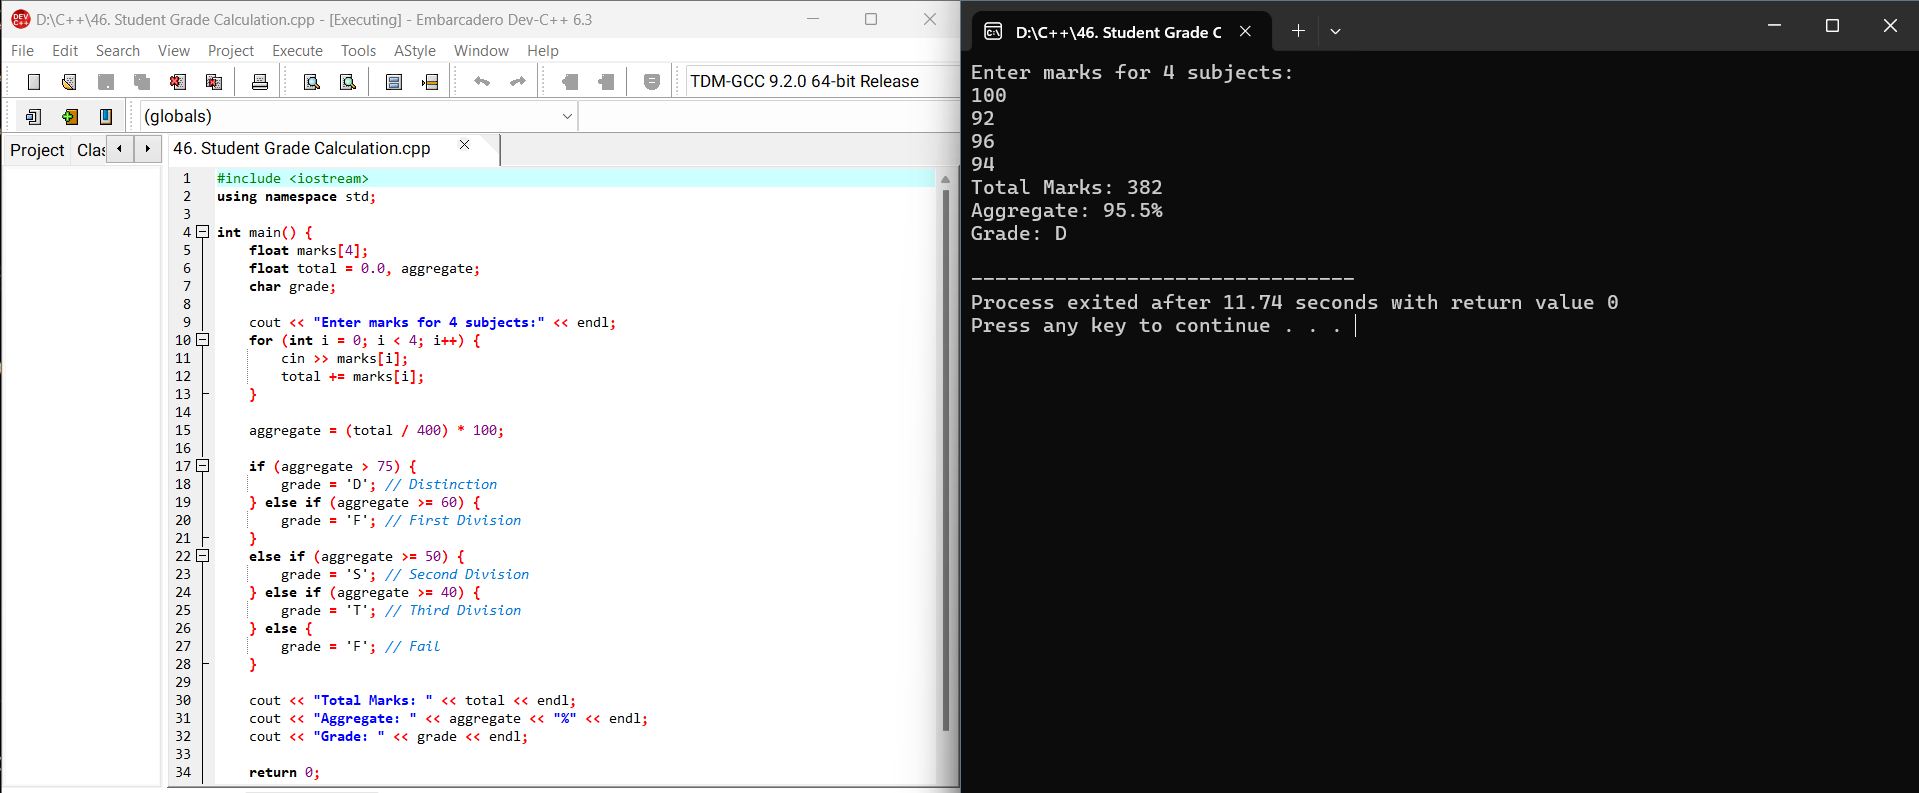 D:\C++\46. Student Grade Calculation.cpp - [Executing] - Embarcadero Dev-C++ 6.3
File Edit Search View Project Execute Tools AStyle Window Help
TDM-GCC 9.2.0 64-bit Release
(globals)
Project Clas
46. Student Grade Calculation.cpp
1 #include <iostream>
2 using namespace std;
3
4 int main() {
5     float marks[4];
6     float total = 0.0, aggregate;
7     char grade;
8
9     cout << "Enter marks for 4 subjects:" << endl;
10     for (int i = 0; i < 4; i++) {
11         cin >> marks[i];
12         total += marks[i];
13     }
14
15     aggregate = (total / 400) * 100;
16
17     if (aggregate > 75) {
18         grade = 'D'; // Distinction
19     } else if (aggregate >= 60) {
20         grade = 'F'; // First Division
21     }
22     else if (aggregate >= 50) {
23         grade = 'S'; // Second Division
24     } else if (aggregate >= 40) {
25         grade = 'T'; // Third Division
26     } else {
27         grade = 'F'; // Fail
28     }
29
30     cout << "Total Marks: " << total << endl;
31     cout << "Aggregate: " << aggregate << "%" << endl;
32     cout << "Grade: " << grade << endl;
33
34     return 0;
D:\C++\46. Student Grade C
Enter marks for 4 subjects:
100
92
96
94
Total Marks: 382
Aggregate: 95.5%
Grade: D
--------------------------------
Process exited after 11.74 seconds with return value 0
Press any key to continue . . .